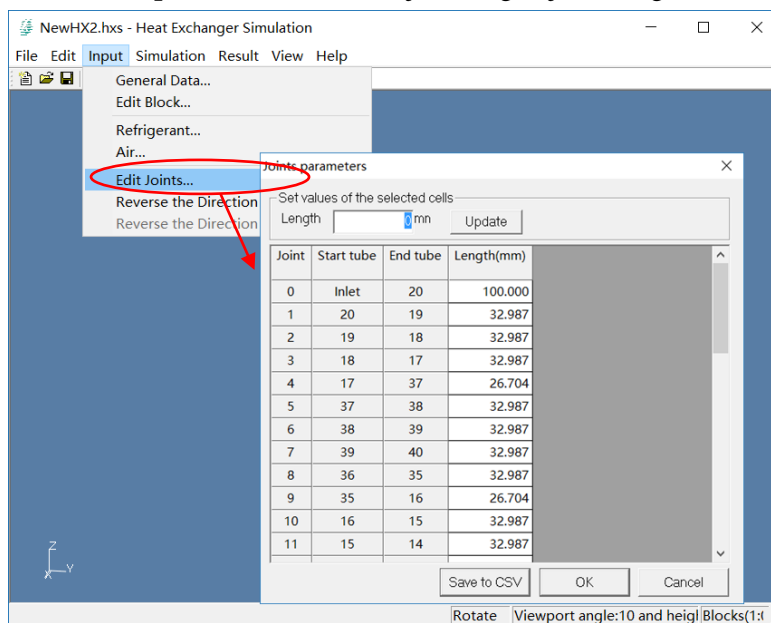 NewHX2.hxs - Heat Exchanger Simulation
File Edit Input Simulation Result View Help
General Data...
Edit Block...
Refrigerant...
Air...
Edit Joints...
Reverse the Direction
Reverse the Direction
Joints parameters
Set values of the selected cells
Length 0 mn Update
Joint Start tube End tube Length(mm)
0 Inlet 20 100.000
1 20 19 32.987
2 19 18 32.987
3 18 17 32.987
4 17 37 26.704
5 37 38 32.987
6 38 39 32.987
7 39 40 32.987
8 36 35 32.987
9 35 16 26.704
10 16 15 32.987
11 15 14 32.987
Save to CSV OK Cancel
Z
Y
X
Rotate Viewport angle:10 and heigl Blocks(1:(